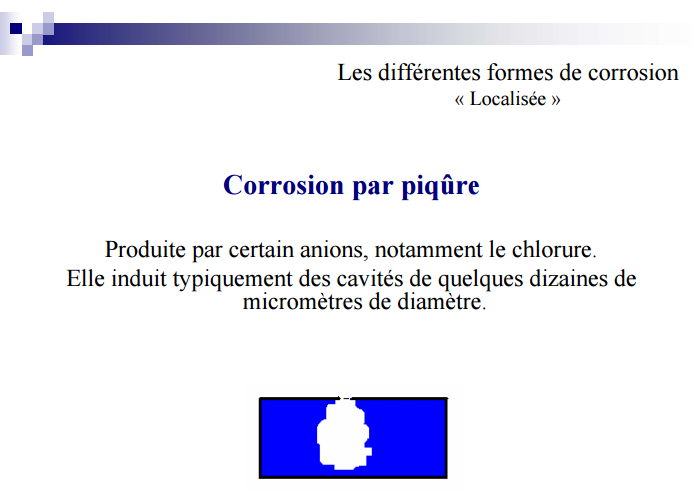 Les différentes formes de corrosion
« Localisée »
Corrosion par piqûre
Produite par certain anions, notamment le chlorure.
Elle induit typiquement des cavités de quelques dizaines de
micromètres de diamètre.